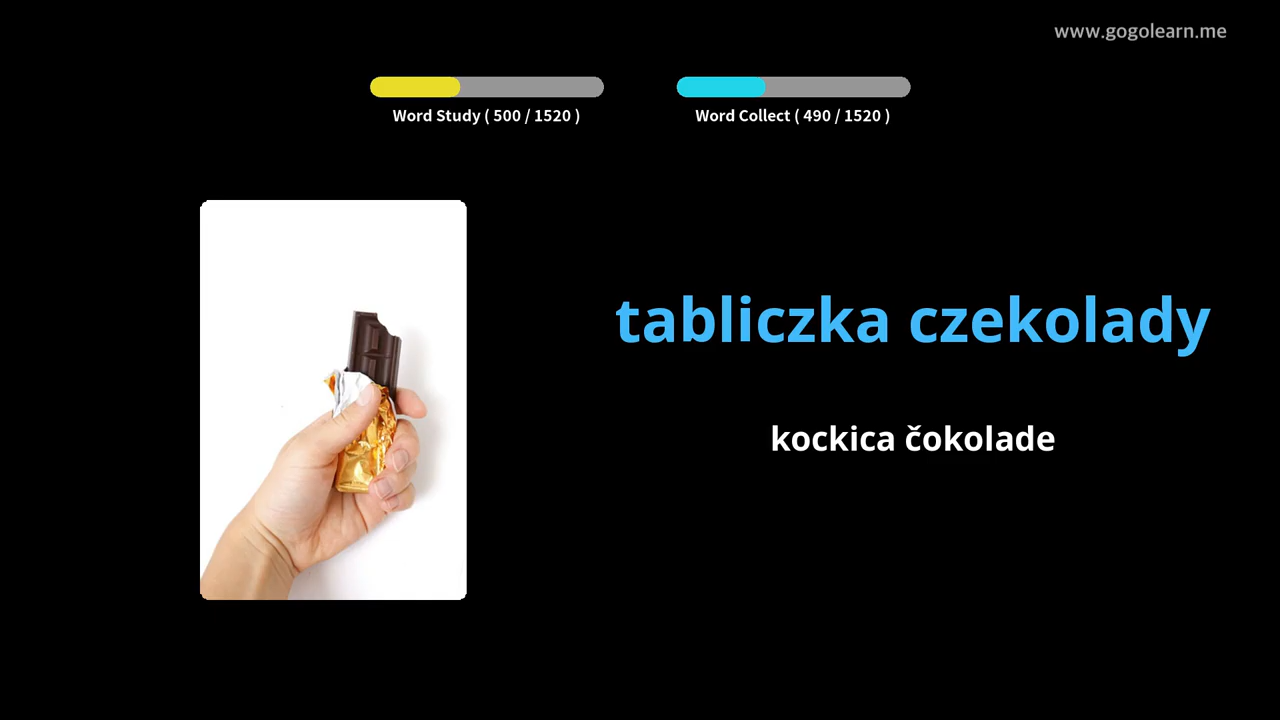 www.gogolearn.me
Word Study ( 500 / 1520 )
Word Collect ( 490 / 1520 )
tabliczka czekolady
kockica čokolade